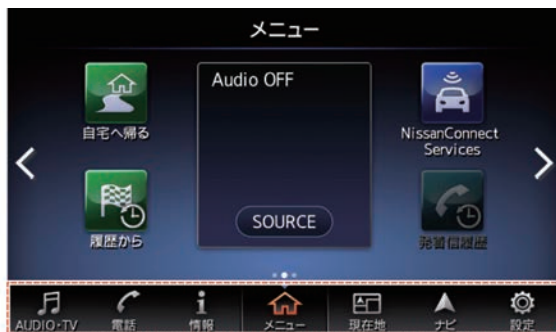 メニュー
Audio OFF
自宅へ帰る
NissanConnect
Services
履歴から
SOURCE
発着信履歴
AUDIO・TV
電話
情報
メニュー
現在地
ナビ
設定